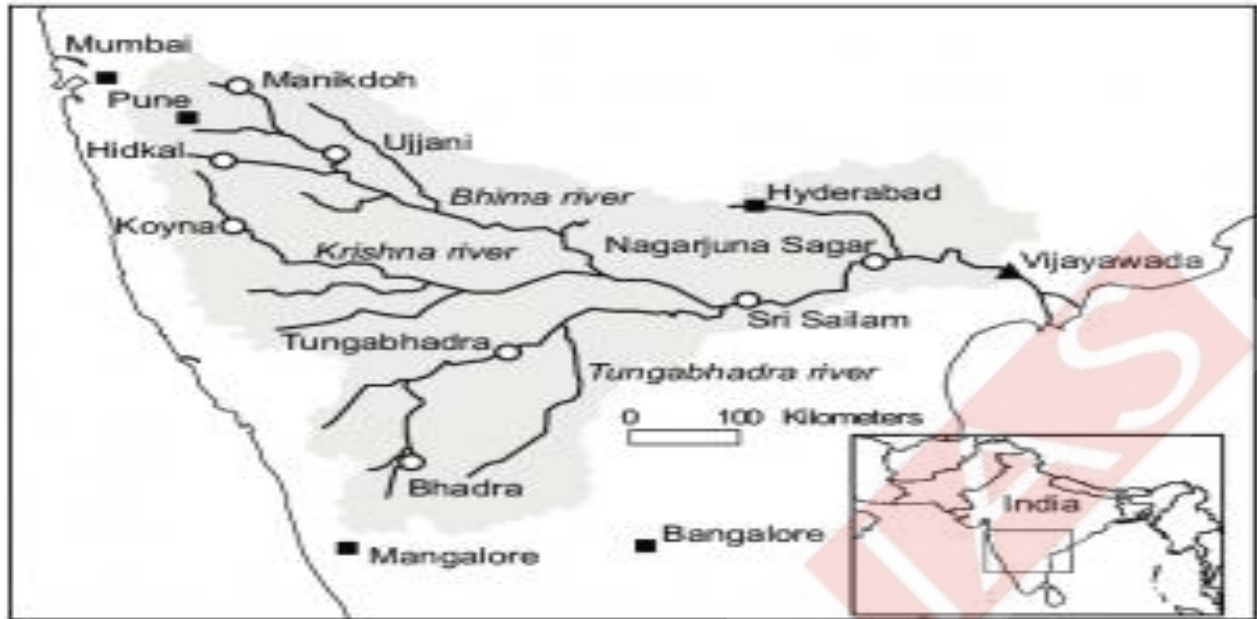 Mumbai
Manikdoh
Pune
Ujjani
Hidkal
Bhima river
Hyderabad
Koyna
Krishna river
Nagarjuna Sagar
Vijayawada
Sri Sailam
Tungabhadra
Tungabhadra river
0 100 Kilometers
Bhadra
India
Bangalore
Mangalore
IAS